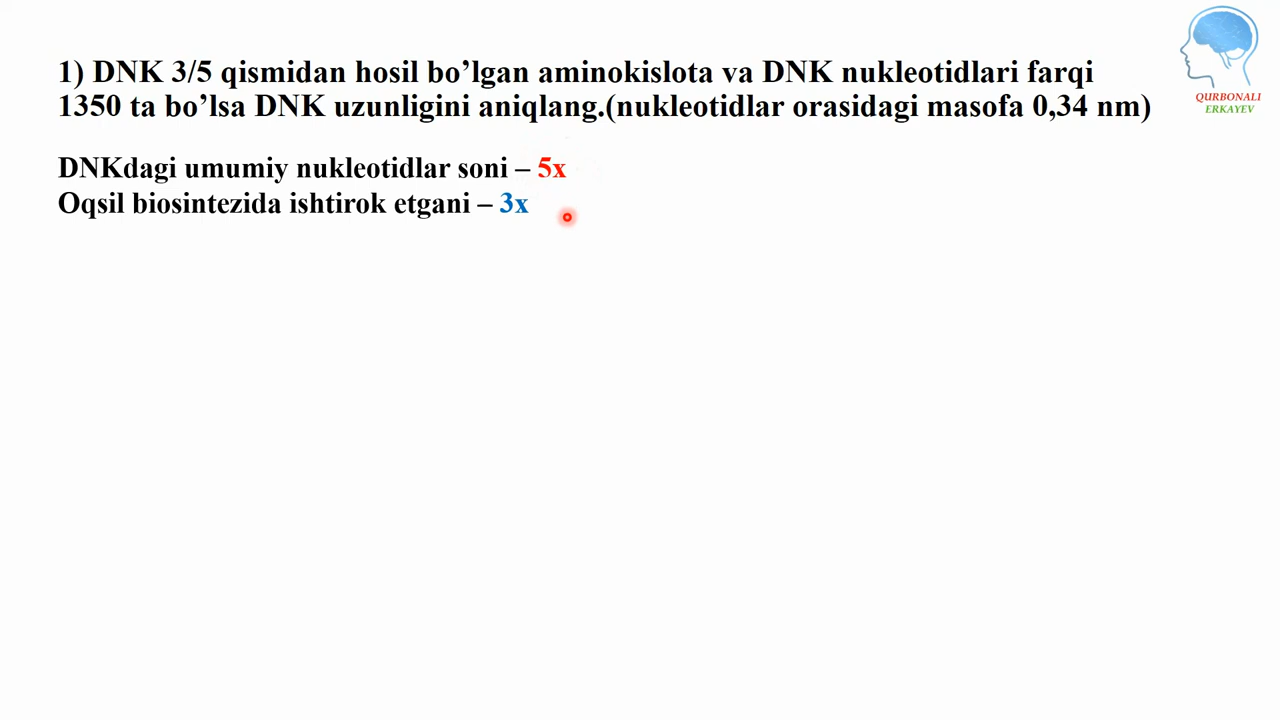 1) DNK 3/5 qismidan hosil bo’lgan aminokislota va DNK nukleotidlari farqi
1350 ta bo’lsa DNK uzunligini aniqlang.(nukleotidlar orasidagi masofa 0,34 nm)
DNKdagi umumiy nukleotidlar soni – 5x
Oqsil biosintezida ishtirok etgani – 3x
QURBONALI
ERKAYEV